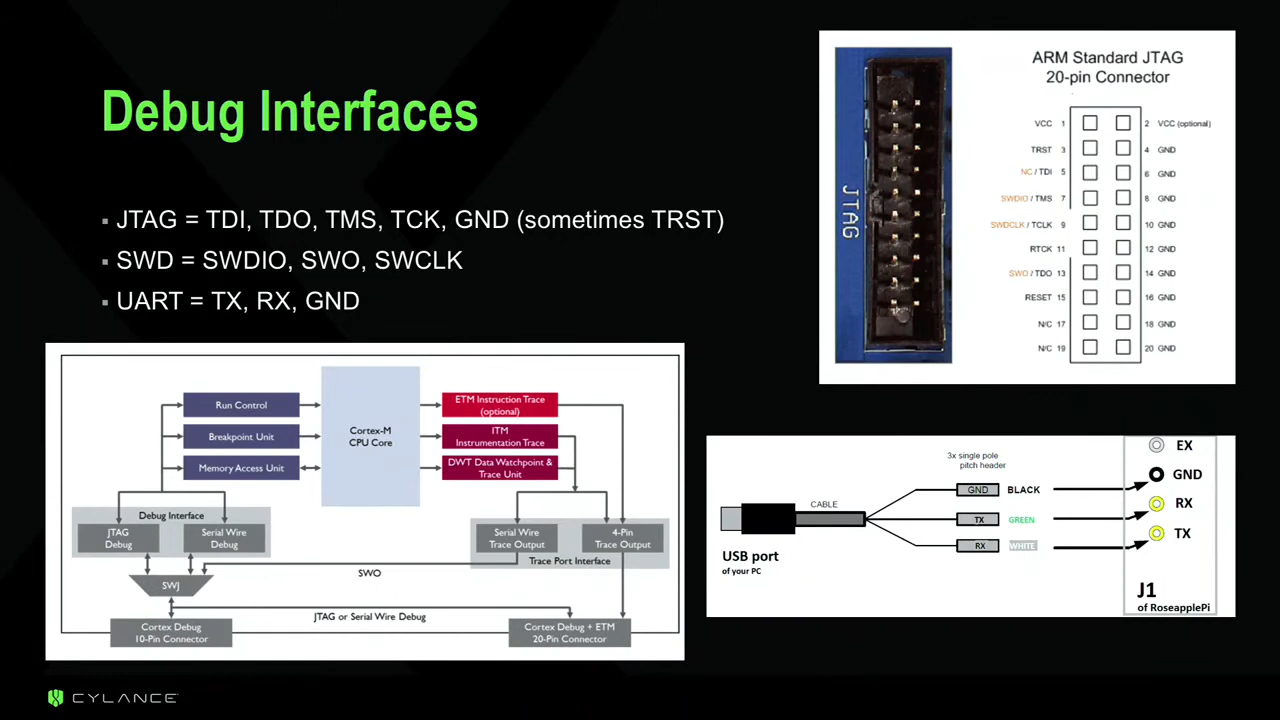 Debug Interfaces
▪ JTAG = TDI, TDO, TMS, TCK, GND (sometimes TRST)
▪ SWD = SWDIO, SWO, SWCLK
▪ UART = TX, RX, GND
JTAG
ARM Standard JTAG
20-pin Connector
VCC 1 2 VCC (optional)
TRST 3 4 GND
NC / TDI 5 6 GND
SWDIO / TMS 7 8 GND
SWDCLK / TCLK 9 10 GND
RTCK 11 12 GND
SWO / TDO 13 14 GND
RESET 15 16 GND
N/C 17 18 GND
N/C 19 20 GND
Run Control
Breakpoint Unit
Memory Access Unit
Cortex-M
CPU Core
ETM Instruction Trace
(optional)
ITM
Instrumentation Trace
DWT Data Watchpoint &
Trace Unit
Debug Interface
JTAG
Debug
Serial Wire
Debug
Serial Wire
Trace Output
4-Pin
Trace Output
Trace Port Interface
SWJ
SWO
JTAG or Serial Wire Debug
Cortex Debug
10-Pin Connector
Cortex Debug + ETM
20-Pin Connector
3x single pole
pitch header
CABLE
USB port
of your PC
GND BLACK
TX GREEN
RX WHITE
EX
GND
RX
TX
J1
of RoseapplePi
CYLANCE